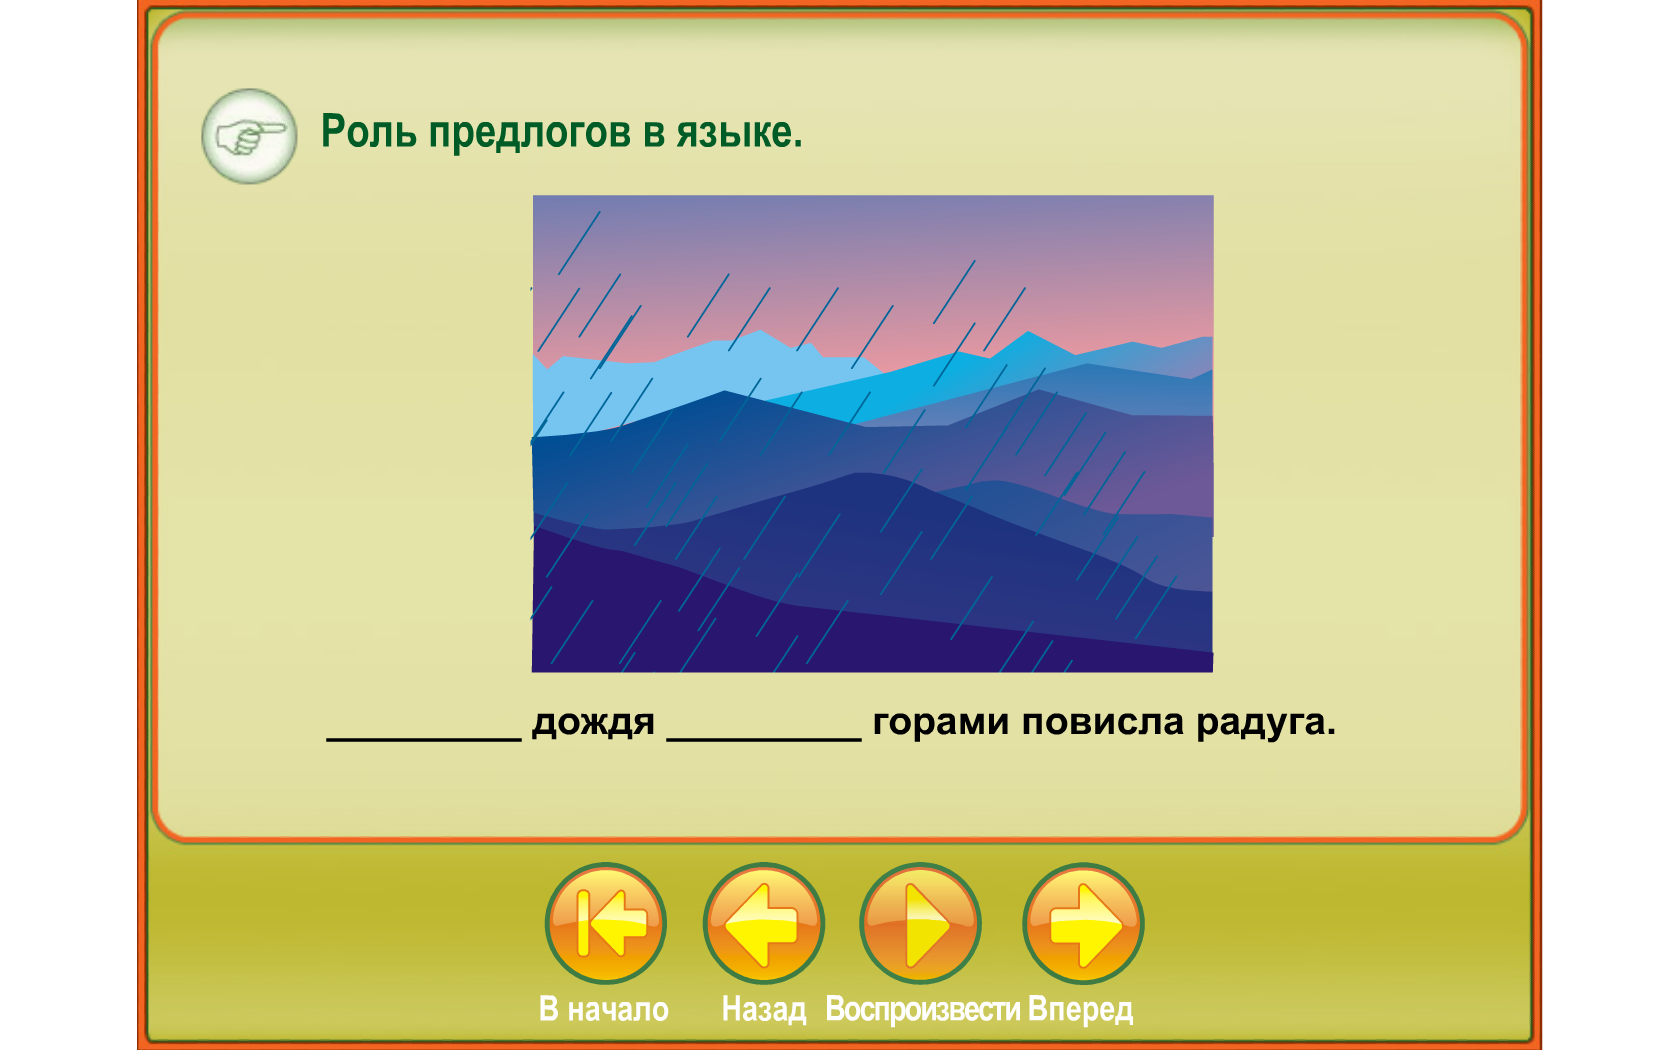 Роль предлогов в языке.
_________ дождя _________ горами повисла радуга.
В начало Назад Воспроизвести Вперед